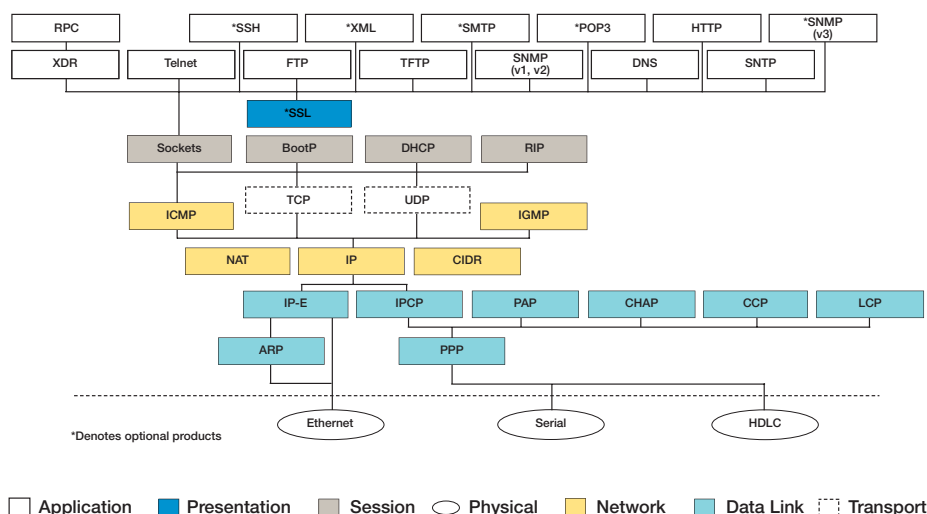 RPC
*SSH
*XML
*SMTP
*POP3
HTTP
*SNMP
(v3)
XDR
Telnet
FTP
TFTP
SNMP
(v1, v2)
DNS
SNTP
*SSL
Sockets
BootP
DHCP
RIP
TCP
UDP
ICMP
IGMP
NAT
IP
CIDR
IP-E
IPCP
PAP
CHAP
CCP
LCP
ARP
PPP
Ethernet
Serial
HDLC
*Denotes optional products
Application
Presentation
Session
Physical
Network
Data Link
Transport